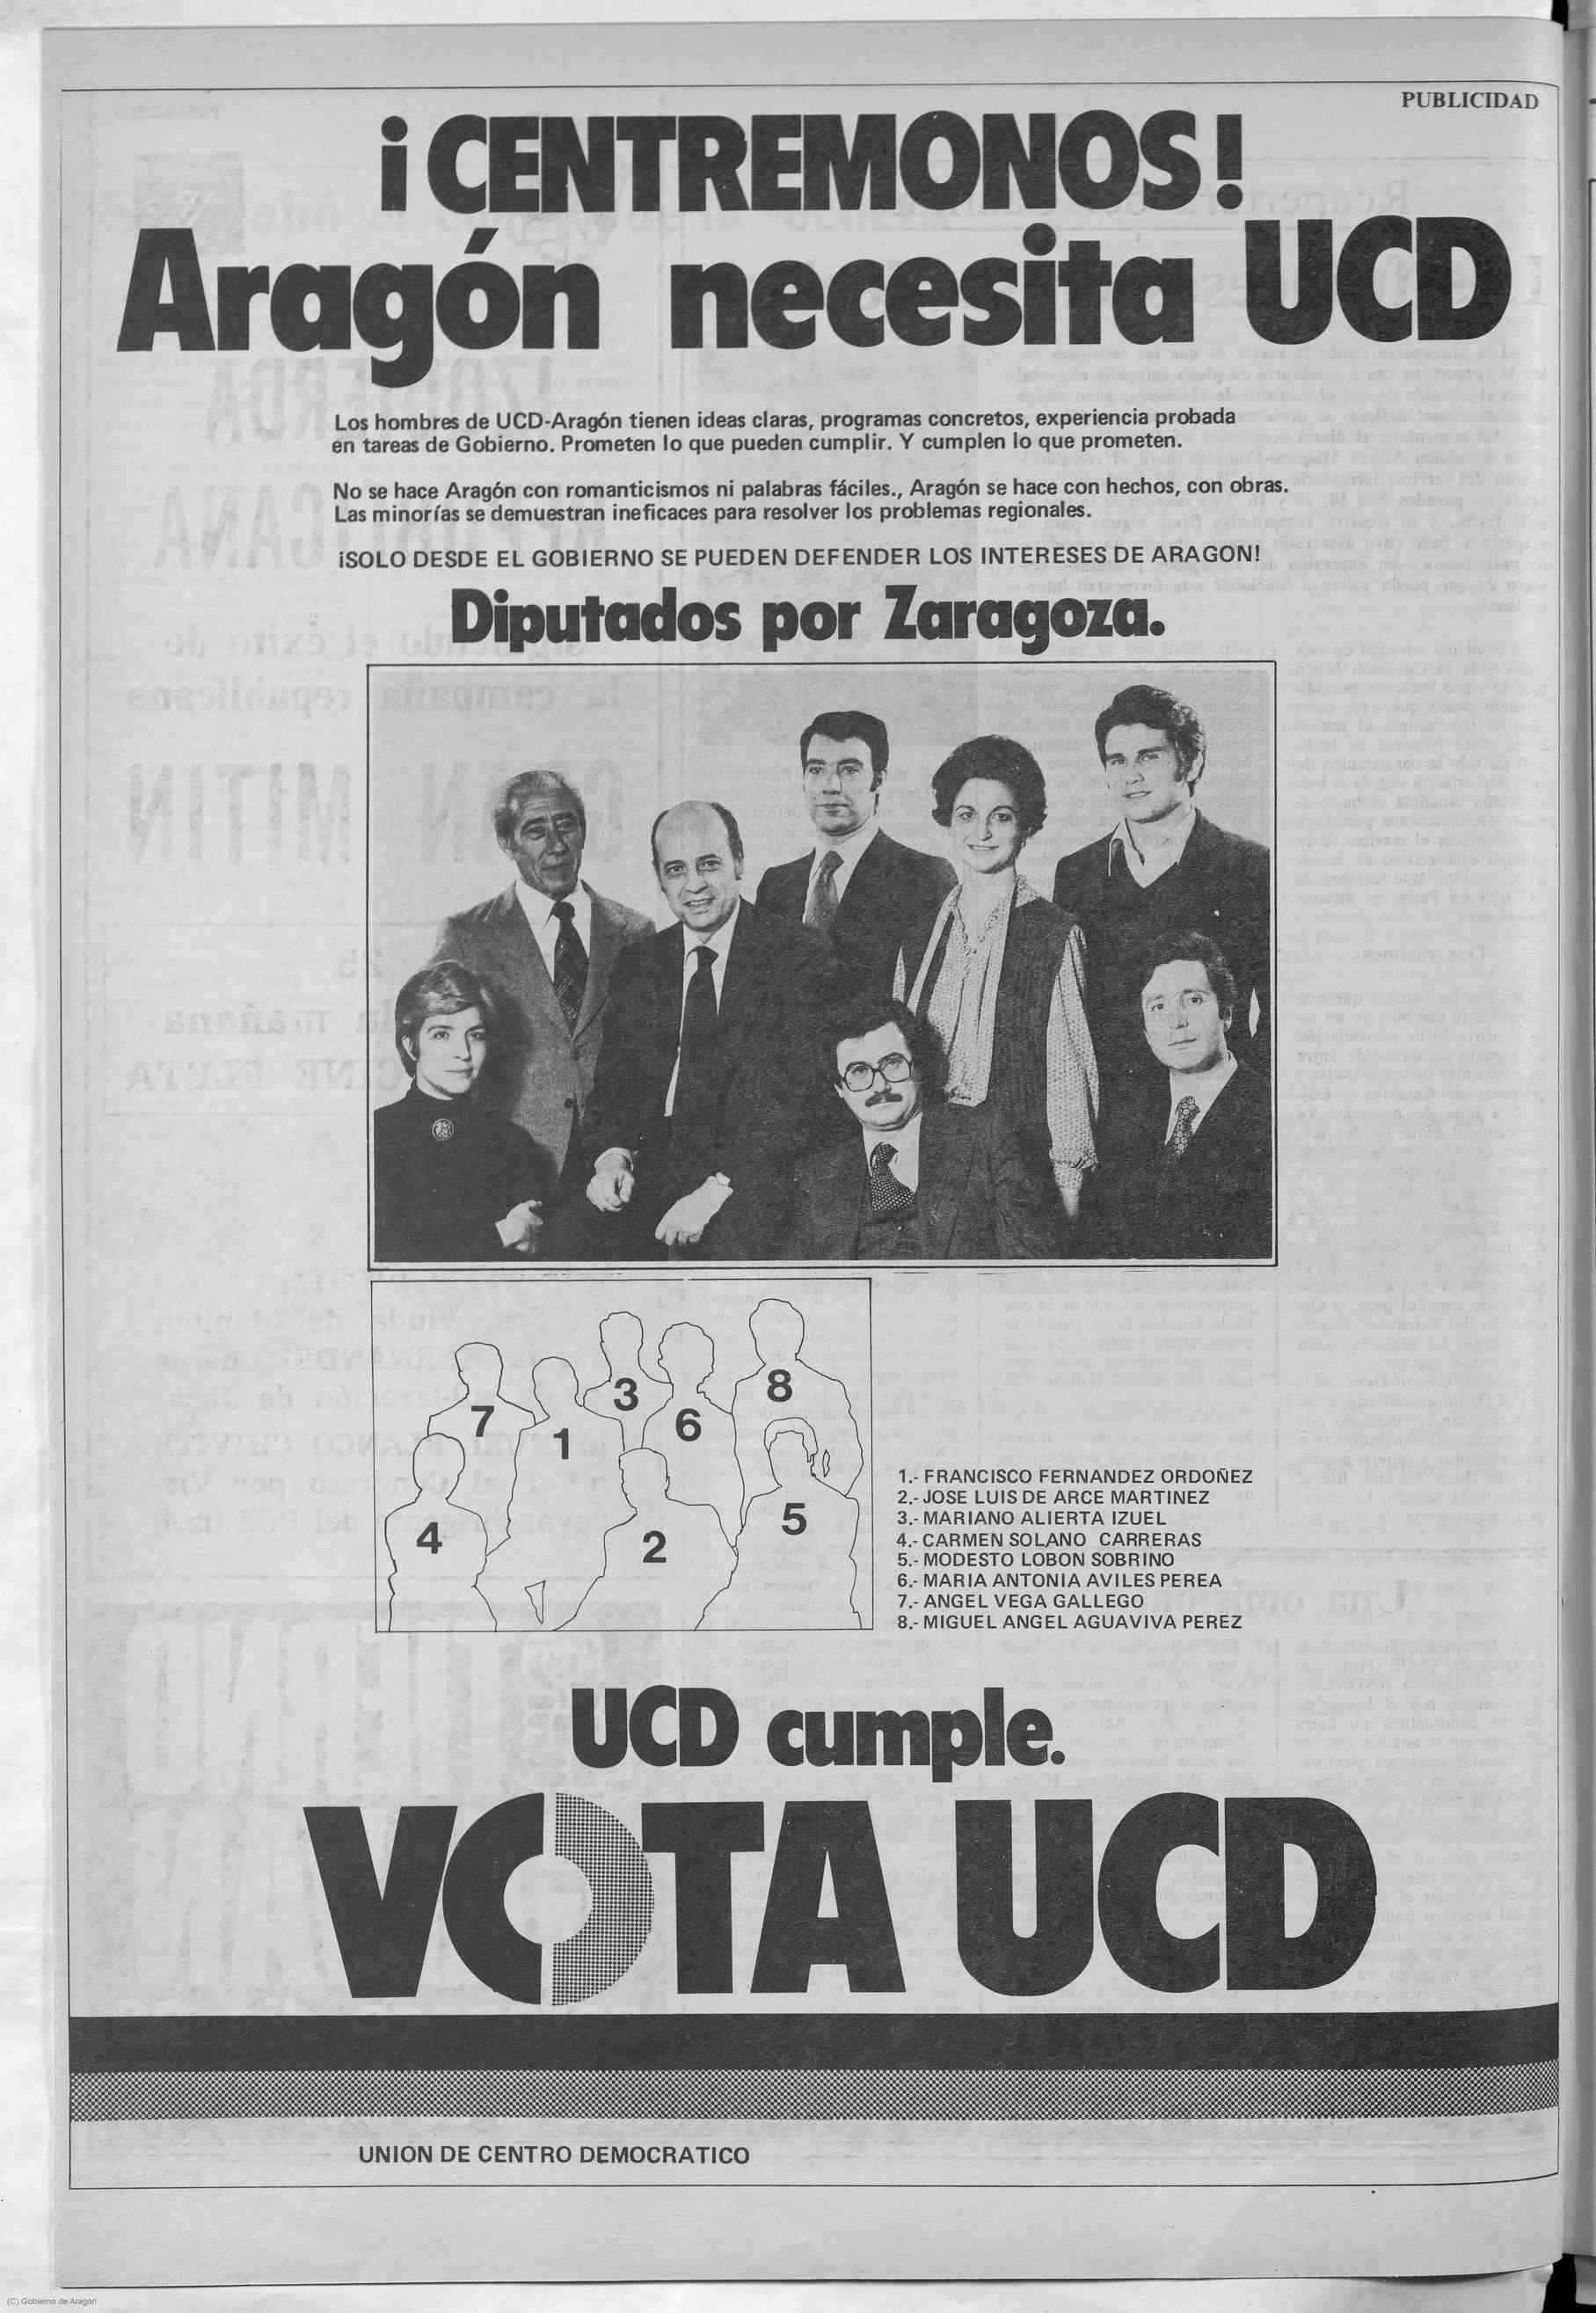 PUBLICIDAD
¡CENTREMONOS!
Aragón necesita UCD
Los hombres de UCD-Aragón tienen ideas claras, programas concretos, experiencia probada
en tareas de Gobierno. Prometen lo que pueden cumplir. Y cumplen lo que prometen.
No se hace Aragón con romanticismos ni palabras fáciles., Aragón se hace con hechos, con obras.
Las minorías se demuestran ineficaces para resolver los problemas regionales.
¡SOLO DESDE EL GOBIERNO SE PUEDEN DEFENDER LOS INTERESES DE ARAGON!
Diputados por Zaragoza.
7
1
3
6
8
4
2
5
1.- FRANCISCO FERNANDEZ ORDOÑEZ
2.- JOSE LUIS DE ARCE MARTINEZ
3.- MARIANO ALIERTA IZUEL
4.- CARMEN SOLANO CARRERAS
5.- MODESTO LOBON SOBRINO
6.- MARIA ANTONIA AVILES PEREA
7.- ANGEL VEGA GALLEGO
8.- MIGUEL ANGEL AGUAVIVA PEREZ
UCD cumple.
VOTA UCD
UNION DE CENTRO DEMOCRATICO
(C) Gobierno de Aragón